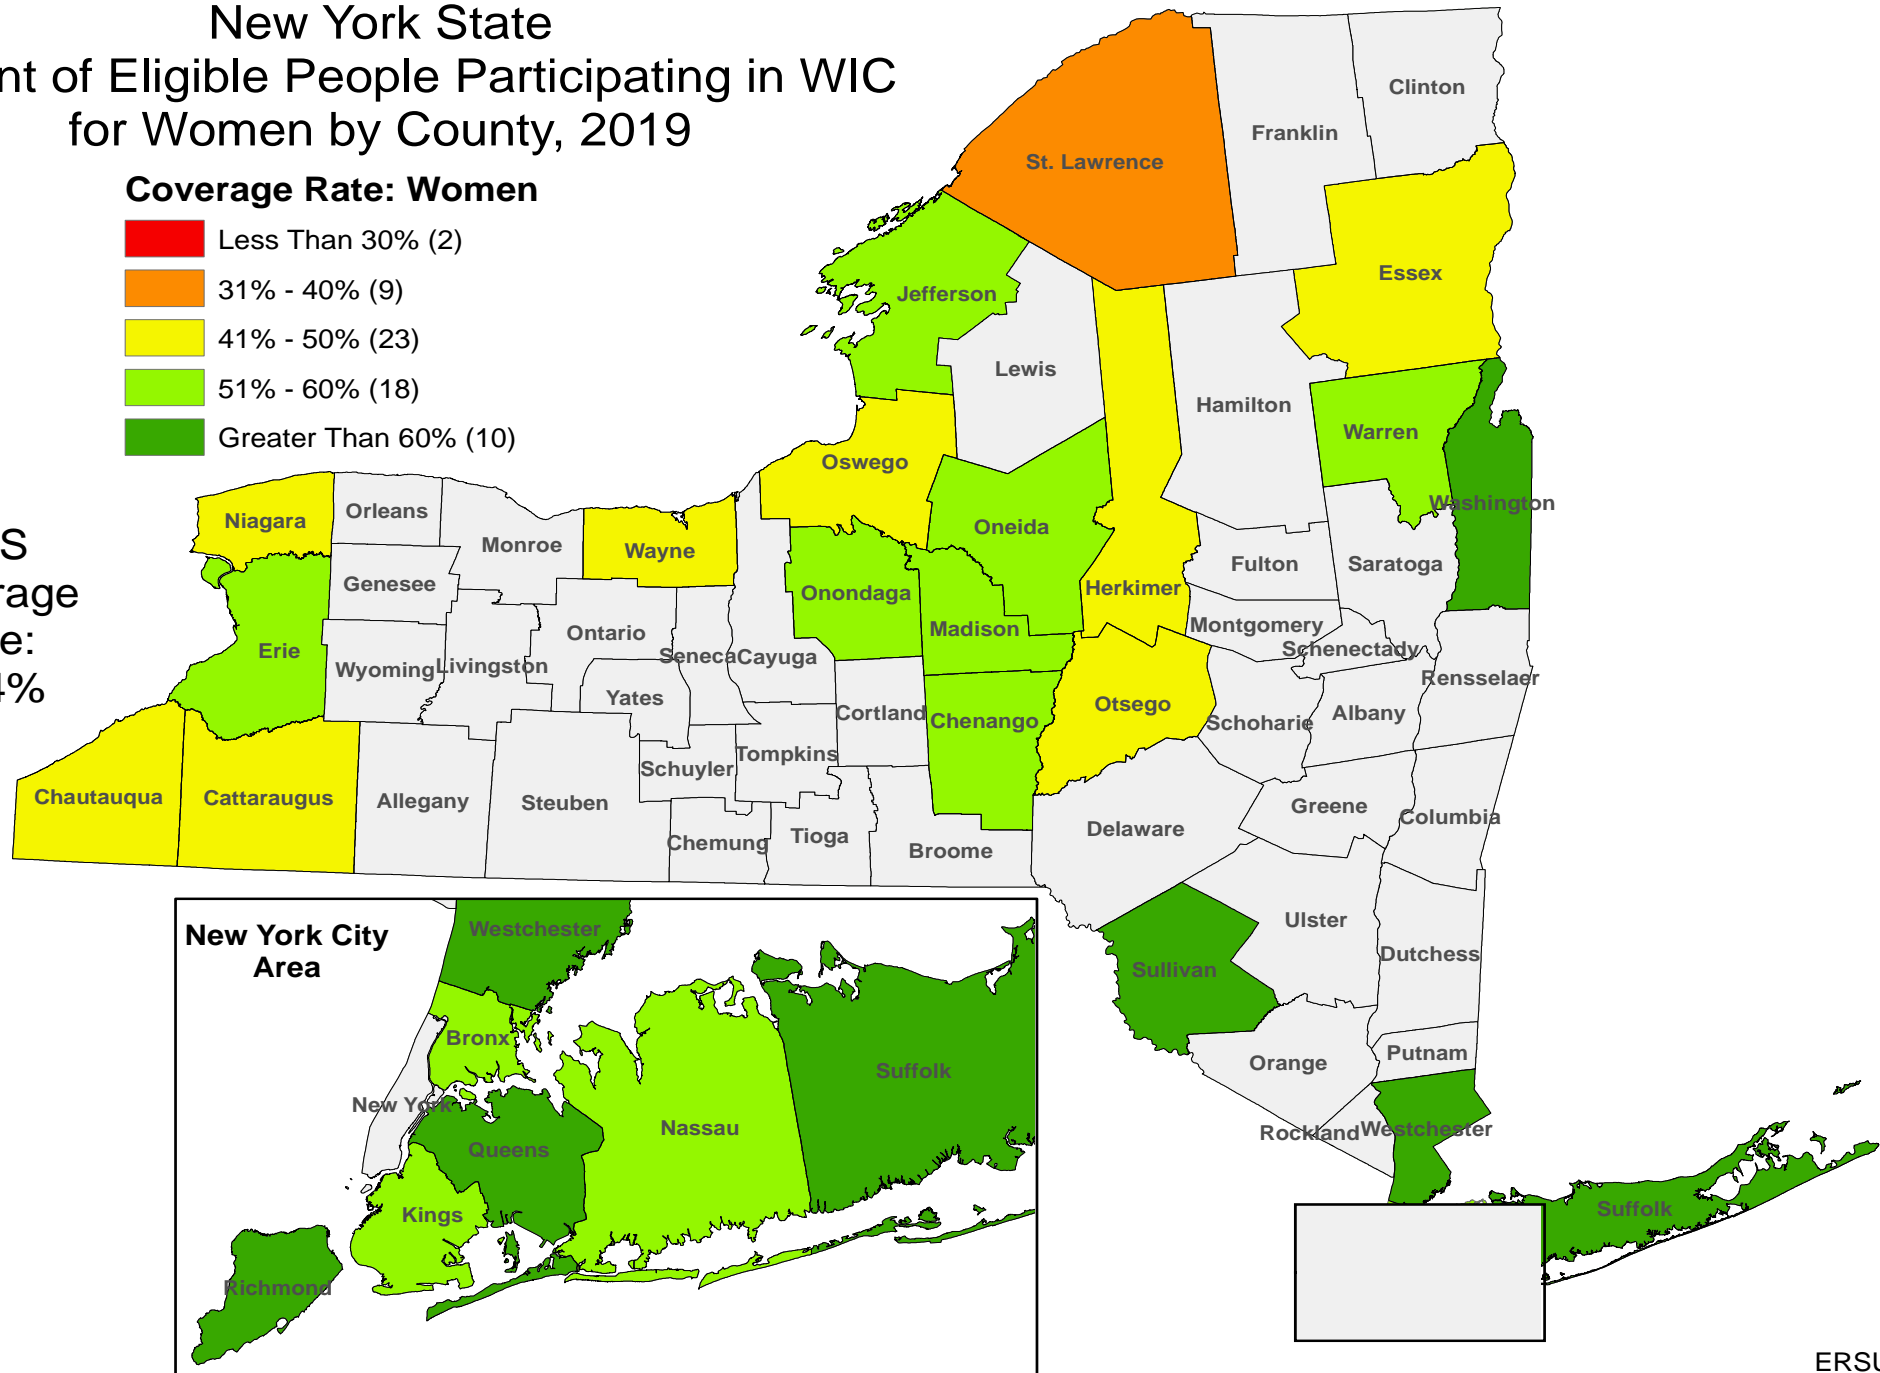 New York State
nt of Eligible People Participating in WIC
for Women by County, 2019
Coverage Rate: Women
Less Than 30% (2)
31% - 40% (9)
41% - 50% (23)
51% - 60% (18)
Greater Than 60% (10)
S
rage
e:
4%
Clinton
Franklin
St. Lawrence
Essex
Jefferson
Lewis
Hamilton
Warren
Oswego
Washington
Niagara
Orleans
Monroe
Wayne
Oneida
Genesee
Onondaga
Herkimer
Fulton
Saratoga
Erie
Wyoming
Livingston
Ontario
Seneca
Cayuga
Madison
Montgomery
Schenectady
Rensselaer
Yates
Cortland
Chenango
Otsego
Schoharie
Albany
Schuyler
Tompkins
Chautauqua
Cattaraugus
Allegany
Steuben
Chemung
Tioga
Broome
Delaware
Greene
Columbia
Ulster
Dutchess
Sullivan
Orange
Putnam
Rockland
Westchester
Suffolk
New York City
Area
Westchester
Bronx
New York
Queens
Nassau
Suffolk
Kings
Richmond
ERSU